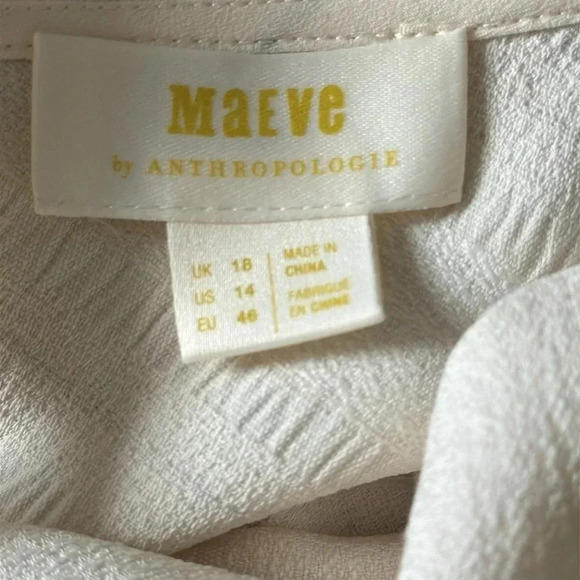 MaEVe
by ANTHROPOLOGIE
UK 18
US 14
EU 46
MADE IN
CHINA
FABRIQUÉ
EN CHINE